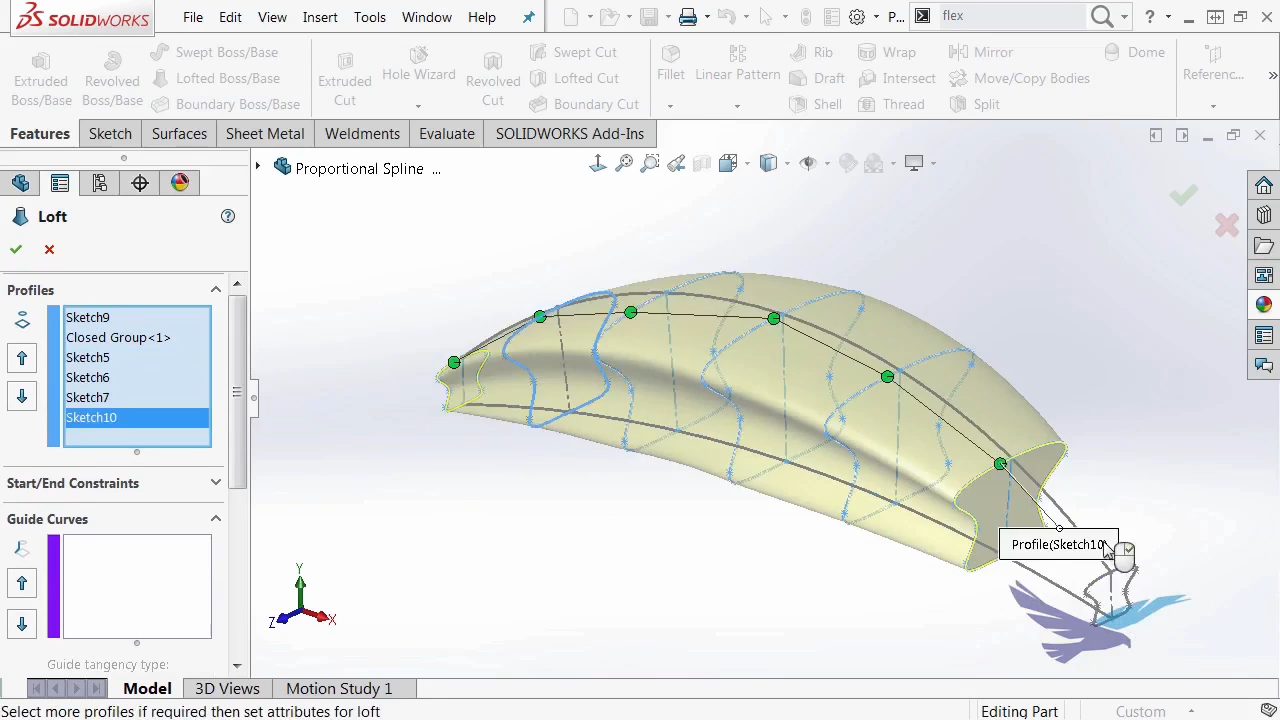 SOLIDWORKS File Edit View Insert Tools Window Help P... flex ?
Extruded Boss/Base
Revolved Boss/Base
Swept Boss/Base
Lofted Boss/Base
Boundary Boss/Base
Extruded Cut
Hole Wizard
Revolved Cut
Swept Cut
Lofted Cut
Boundary Cut
Fillet
Linear Pattern
Rib
Draft
Shell
Wrap
Intersect
Thread
Mirror
Move/Copy Bodies
Split
Dome
Referenc...
Features Sketch Surfaces Sheet Metal Weldments Evaluate SOLIDWORKS Add-Ins
Proportional Spline ...
Loft
Profiles
Sketch9
Closed Group<1>
Sketch5
Sketch6
Sketch7
Sketch10
Start/End Constraints
Guide Curves
Guide tangency type:
Profile(Sketch10
Y
Z X
Model 3D Views Motion Study 1
Select more profiles if required then set attributes for loft Editing Part Custom